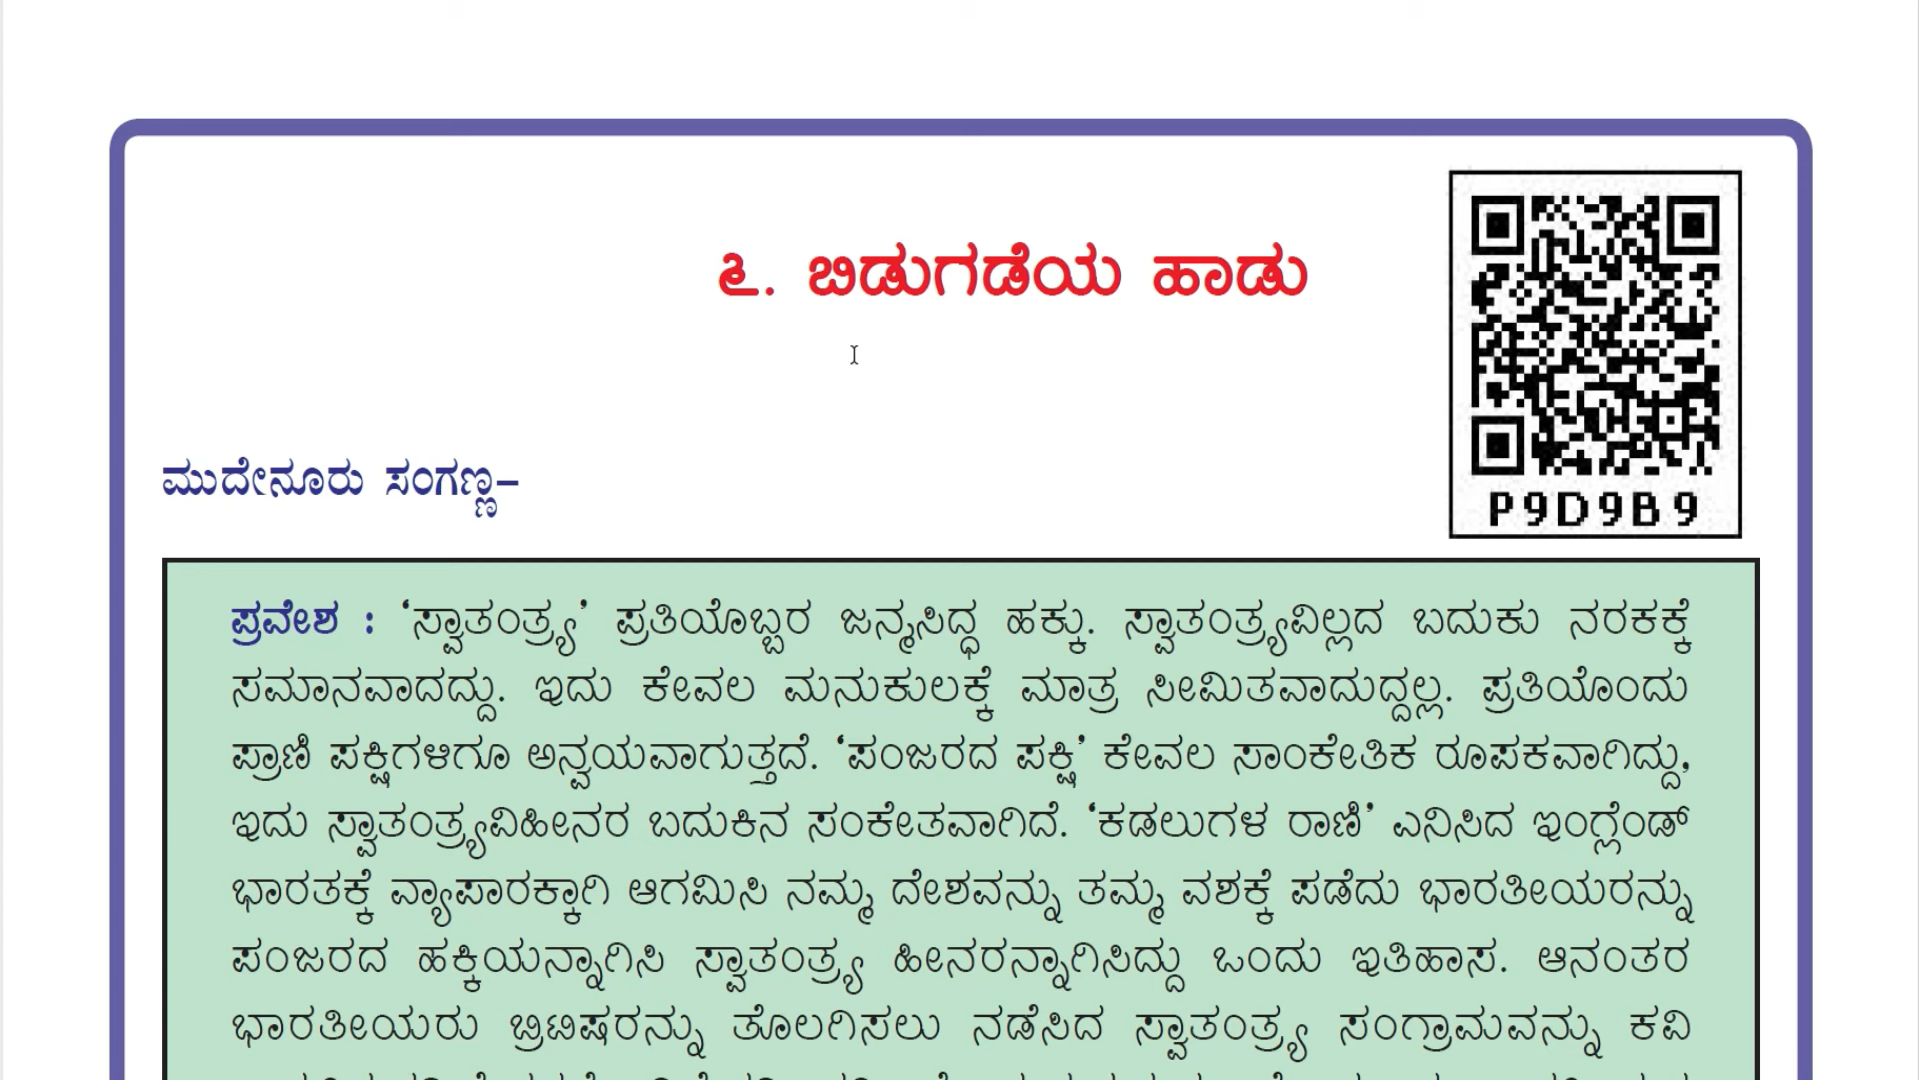 ೬. ಬಿಡುಗಡೆಯ ಹಾಡು
P9D9B9
ಮುದೇನೂರು ಸಂಗಣ್ಣ–
ಪ್ರವೇಶ : ‘ಸ್ವಾತಂತ್ರ್ಯ’ ಪ್ರತಿಯೊಬ್ಬರ ಜನ್ಮಸಿದ್ಧ ಹಕ್ಕು. ಸ್ವಾತಂತ್ರ್ಯವಿಲ್ಲದ ಬದುಕು ನರಕಕ್ಕೆ
ಸಮಾನವಾದದ್ದು. ಇದು ಕೇವಲ ಮನುಕುಲಕ್ಕೆ ಮಾತ್ರ ಸೀಮಿತವಾದುದ್ದಲ್ಲ. ಪ್ರತಿಯೊಂದು
ಪ್ರಾಣಿ ಪಕ್ಷಿಗಳಿಗೂ ಅನ್ವಯವಾಗುತ್ತದೆ. ‘ಪಂಜರದ ಪಕ್ಷಿ’ ಕೇವಲ ಸಾಂಕೇತಿಕ ರೂಪಕವಾಗಿದ್ದು,
ಇದು ಸ್ವಾತಂತ್ರ್ಯವಿಹೀನರ ಬದುಕಿನ ಸಂಕೇತವಾಗಿದೆ. ‘ಕಡಲುಗಳ ರಾಣಿ’ ಎನಿಸಿದ ಇಂಗ್ಲೆಂಡ್
ಭಾರತಕ್ಕೆ ವ್ಯಾಪಾರಕ್ಕಾಗಿ ಆಗಮಿಸಿ ನಮ್ಮ ದೇಶವನ್ನು ತಮ್ಮ ವಶಕ್ಕೆ ಪಡೆದು ಭಾರತೀಯರನ್ನು
ಪಂಜರದ ಹಕ್ಕಿಯನ್ನಾಗಿಸಿ ಸ್ವಾತಂತ್ರ್ಯ ಹೀನರನ್ನಾಗಿಸಿದ್ದು ಒಂದು ಇತಿಹಾಸ. ಆನಂತರ
ಭಾರತೀಯರು ಬ್ರಿಟಿಷರನ್ನು ತೊಲಗಿಸಲು ನಡೆಸಿದ ಸ್ವಾತಂತ್ರ್ಯ ಸಂಗ್ರಾಮವನ್ನು ಕವಿ